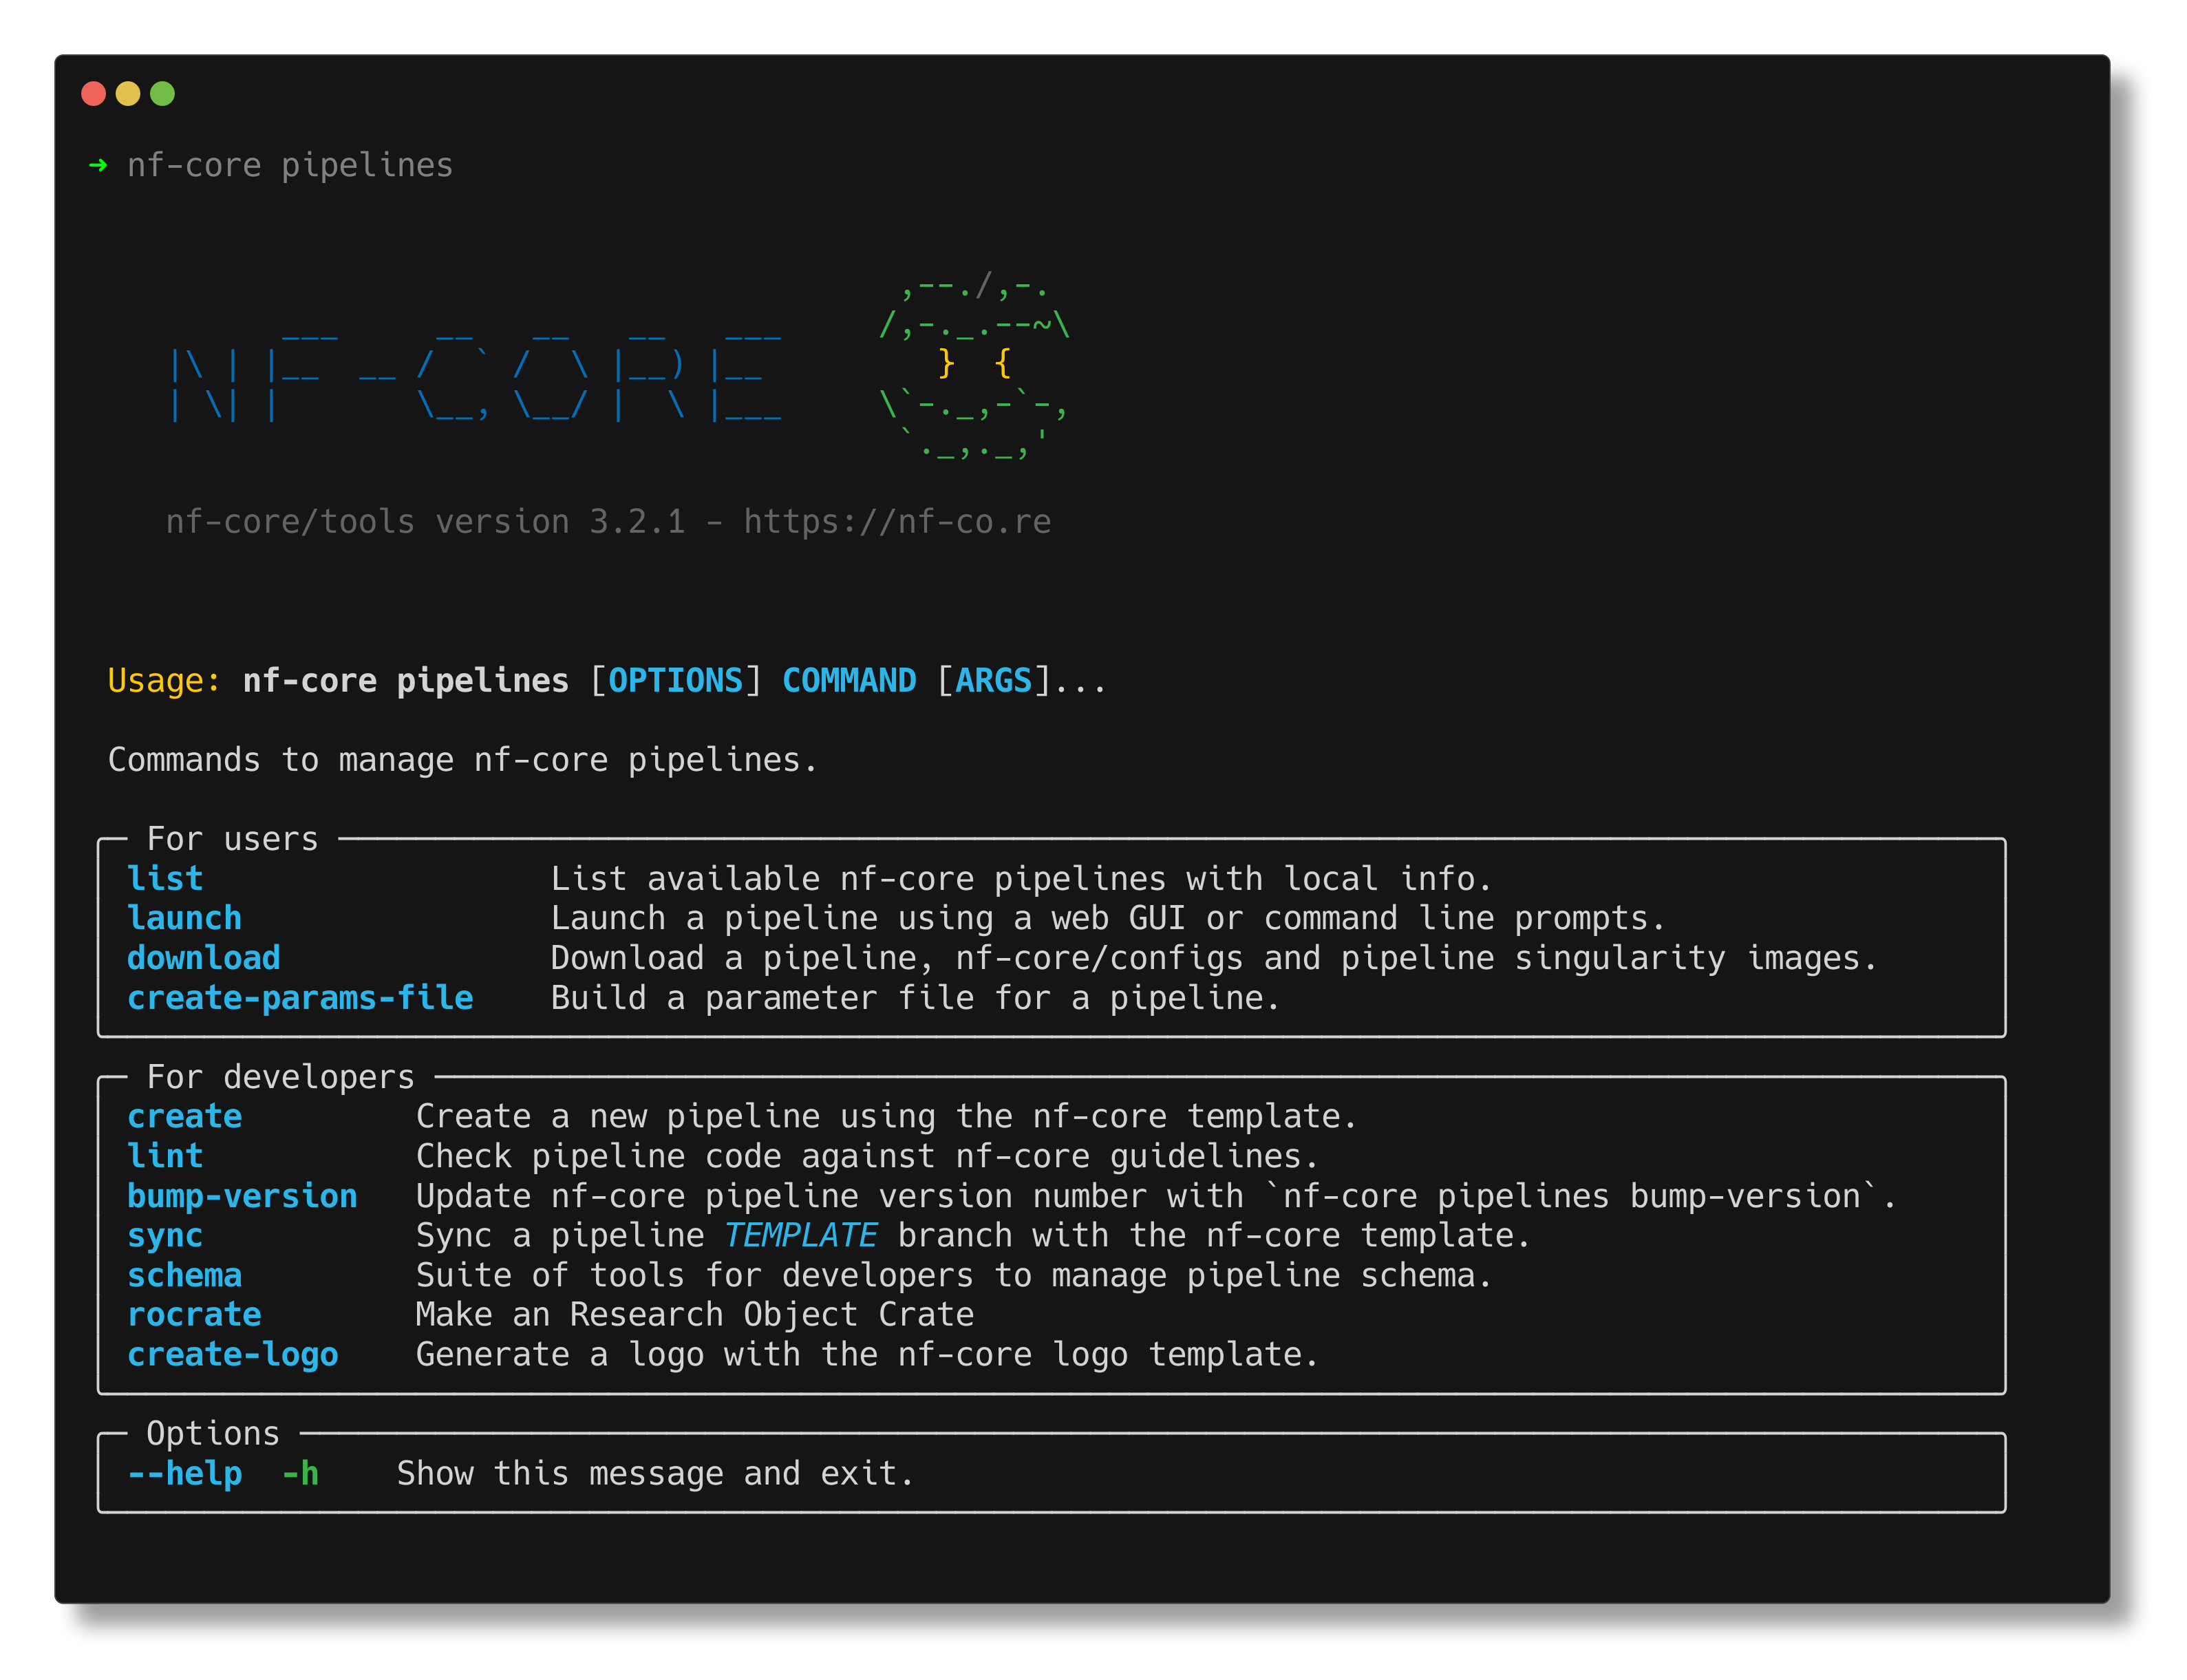 ➜ nf-core pipelines
                                          ,--./,-.
          ___     __   __   __   ___     /,-._.--~\
    |\ | |__  __ /  ` /  \ |__) |__         }  {
    | \| |       \__, \__/ |  \ |___     \`-._,-`-,
                                          `._,._,'
nf-core/tools version 3.2.1 - https://nf-co.re
Usage: nf-core pipelines [OPTIONS] COMMAND [ARGS]...
Commands to manage nf-core pipelines.
For users
list List available nf-core pipelines with local info.
launch Launch a pipeline using a web GUI or command line prompts.
download Download a pipeline, nf-core/configs and pipeline singularity images.
create-params-file Build a parameter file for a pipeline.
For developers
create Create a new pipeline using the nf-core template.
lint Check pipeline code against nf-core guidelines.
bump-version Update nf-core pipeline version number with `nf-core pipelines bump-version`.
sync Sync a pipeline TEMPLATE branch with the nf-core template.
schema Suite of tools for developers to manage pipeline schema.
rocrate Make an Research Object Crate
create-logo Generate a logo with the nf-core logo template.
Options
--help -h Show this message and exit.